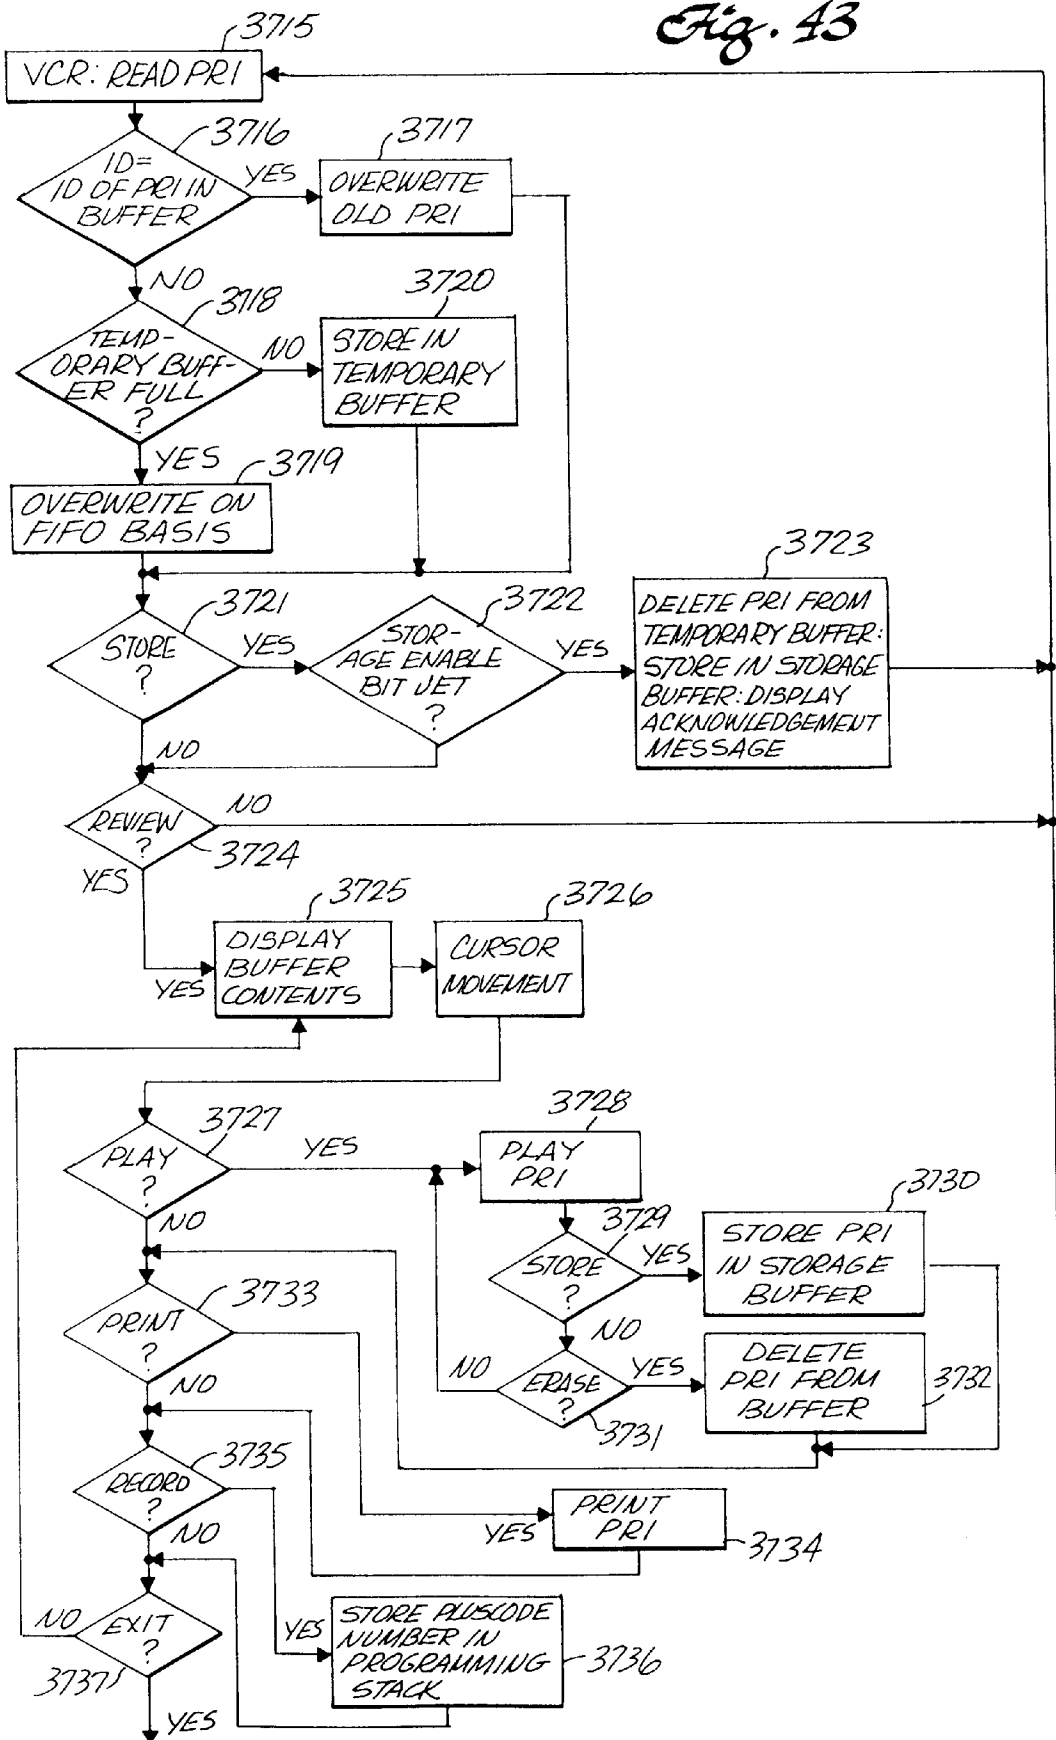 Fig. 43
3715
VCR: READ PRI
3716
ID=
ID OF PRI IN
BUFFER
YES
3717
OVERWRITE
OLD PRI
NO
3718
TEMP-
ORARY BUFF-
ER FULL
?
NO
3720
STORE IN
TEMPORARY
BUFFER
YES
3719
OVERWRITE ON
FIFO BASIS
3721
STORE
?
YES
3722
STOR-
AGE ENABLE
BIT SET
?
YES
3723
DELETE PRI FROM
TEMPORARY BUFFER:
STORE IN STORAGE
BUFFER: DISPLAY
ACKNOWLEDGEMENT
MESSAGE
NO
REVIEW
?
NO
3724
YES
YES
3725
DISPLAY
BUFFER
CONTENTS
3726
CURSOR
MOVEMENT
3727
PLAY
?
YES
3728
PLAY
PRI
NO
3729
STORE
?
YES
3730
STORE PRI
IN STORAGE
BUFFER
NO
3733
PRINT
?
NO
ERASE
?
YES
3731
DELETE
PRI FROM
BUFFER
3732
NO
3735
RECORD
?
YES
PRINT
PRI
3734
NO
NO
EXIT
?
3737
YES
STORE PLUSCODE
NUMBER IN
PROGRAMMING
STACK
3736
YES